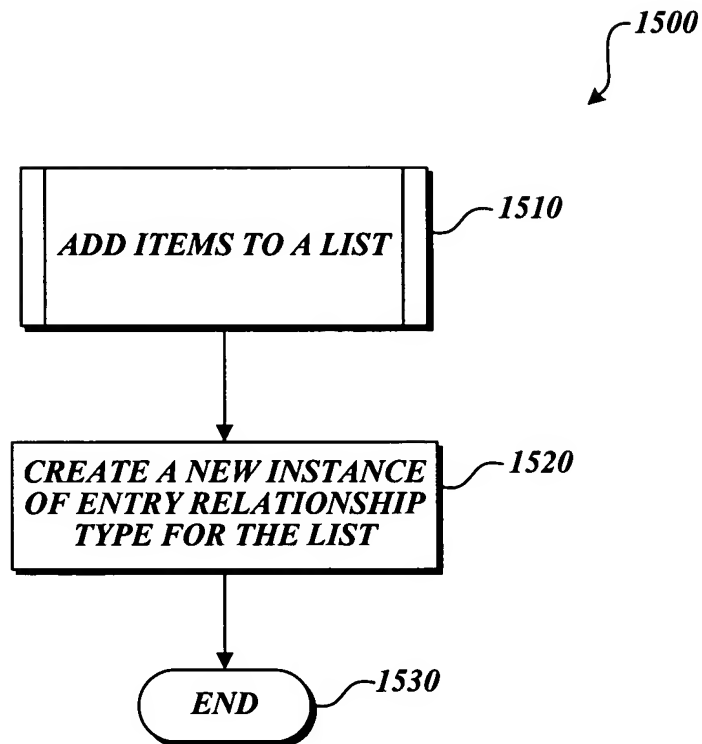 1500
ADD ITEMS TO A LIST
1510
CREATE A NEW INSTANCE
OF ENTRY RELATIONSHIP
TYPE FOR THE LIST
1520
END
1530